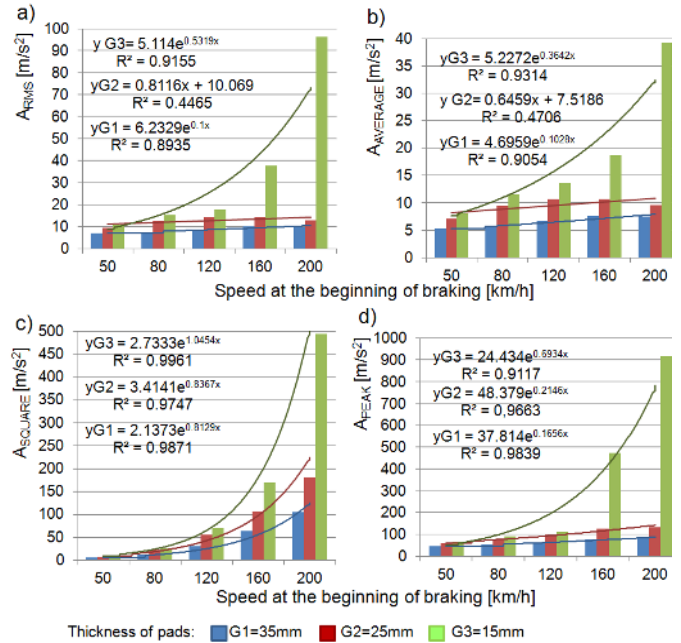 a)
A_RMS [m/s²]
100
90
80
70
60
50
40
30
20
10
0
y G3= 5.114e^0.5319x
R² = 0.9155
yG2 = 0.8116x + 10.069
R² = 0.4465
yG1 = 6.2329e^0.1x
R² = 0.8935
50 80 120 160 200
b)
A_AVERAGE [m/s²]
40
35
30
25
20
15
10
5
0
yG3 = 5.2272e^0.3642x
R² = 0.9314
y G2= 0.6459x + 7.5186
R² = 0.4706
yG1 = 4.6959e^0.1028x
R² = 0.9054
50 80 120 160 200
Speed at the beginning of braking [km/h]
c)
A_SQUARE [m/s²]
500
450
400
350
300
250
200
150
100
50
0
yG3 = 2.7333e^1.0454x
R² = 0.9961
yG2 = 3.4141e^0.8367x
R² = 0.9747
yG1 = 2.1373e^0.8129x
R² = 0.9871
50 80 120 160 200
d)
A_PEAK [m/s²]
1000
900
800
700
600
500
400
300
200
100
0
yG3 = 24.434e^0.6934x
R² = 0.9117
yG2 = 48.379e^0.2146x
R² = 0,9663
yG1 = 37.814e^0.1656x
R² = 0.9839
50 80 120 160 200
Speed at the beginning of braking [km/h]
Thickness of pads: G1=35mm G2=25mm G3=15mm